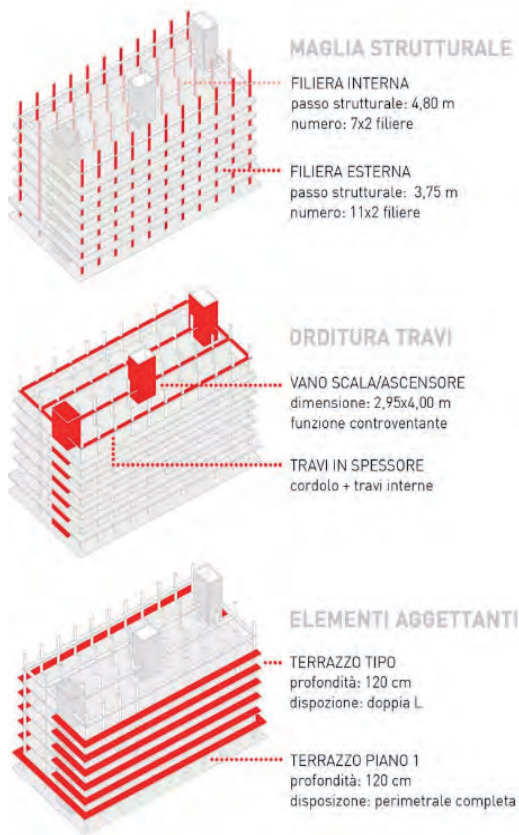 MAGLIA STRUTTURALE
FILIERA INTERNA
passo strutturale: 4,80 m
numero: 7x2 filiere
FILIERA ESTERNA
passo strutturale: 3,75 m
numero: 11x2 filiere
ORDITURA TRAVI
VANO SCALA/ASCENSORE
dimensione: 2,95x4,00 m
funzione controventante
TRAVI IN SPESSORE
cordolo + travi interne
ELEMENTI AGGETTANTI
TERRAZZO TIPO
profondità: 120 cm
dispozione: doppia L
TERRAZZO PIANO 1
profondità: 120 cm
disposizone: perimetrale completa